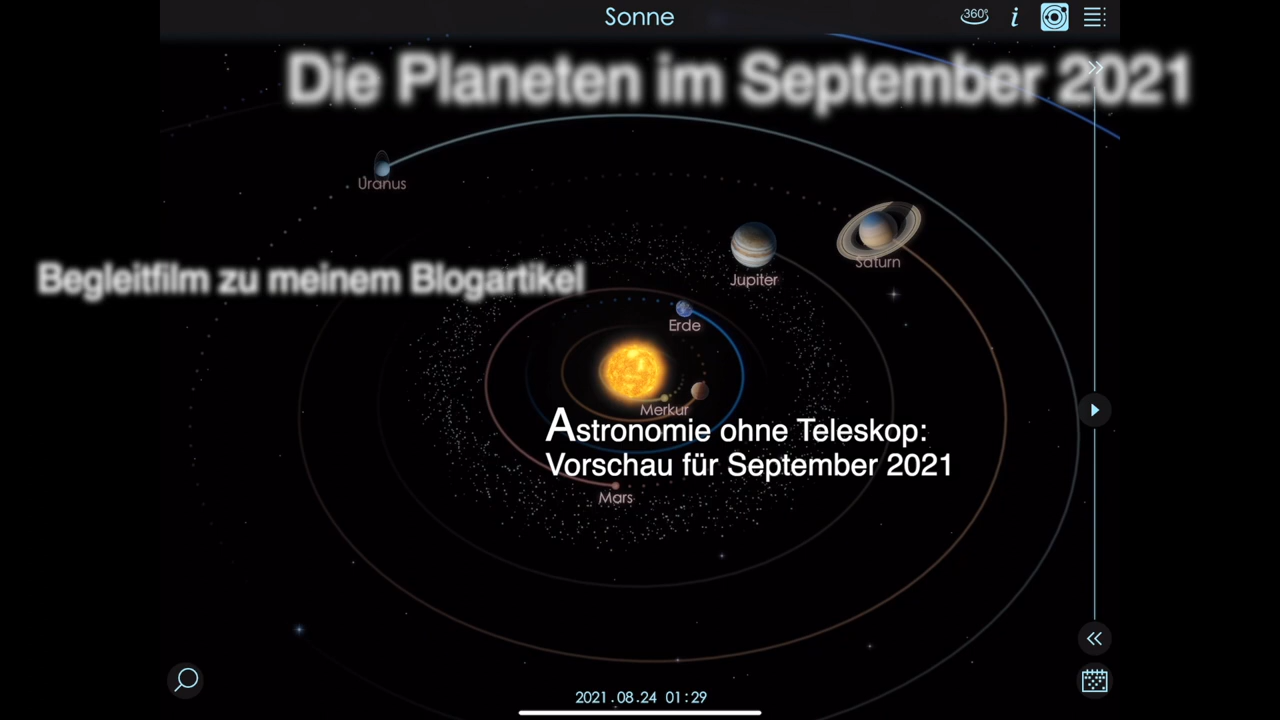 Sonne
360°
i
Die Planeten im September 2021
Uranus
Saturn
Jupiter
Begleitfilm zu meinem Blogartikel
Erde
Merkur
Astronomie ohne Teleskop:
Vorschau für September 2021
Mars
2021.08.24 01:29